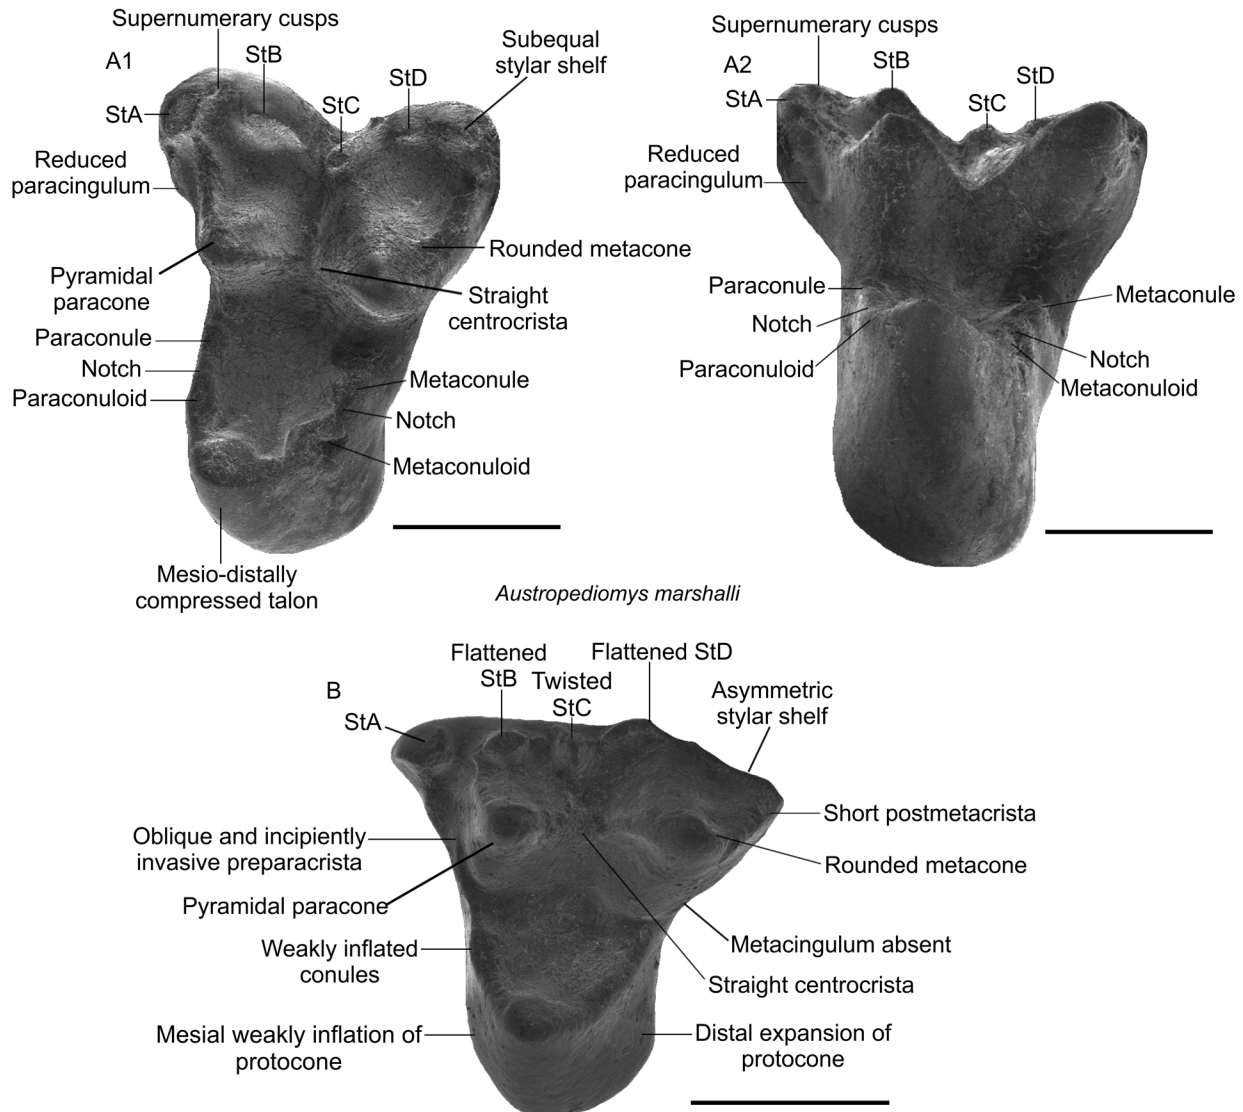 Supernumerary cusps
A1
StB
Subequal
stylar shelf
StD
StA
StC
Reduced
paracingulum
Rounded metacone
Pyramidal
paracone
Straight
centrocrista
Paraconule
Notch
Metaconule
Paraconuloid
Notch
Metaconuloid
Mesio-distally
compressed talon
Supernumerary cusps
A2
StB
StD
StA
StC
Reduced
paracingulum
Paraconule
Metaconule
Notch
Notch
Paraconuloid
Metaconuloid
Austropediomys marshalli
B
Flattened
StB
Twisted
StC
Flattened StD
Asymmetric
stylar shelf
StA
Short postmetacrista
Oblique and incipiently
invasive preparacrista
Rounded metacone
Pyramidal paracone
Weakly inflated
conules
Metacingulum absent
Straight centrocrista
Mesial weakly inflation of
protocone
Distal expansion of
protocone